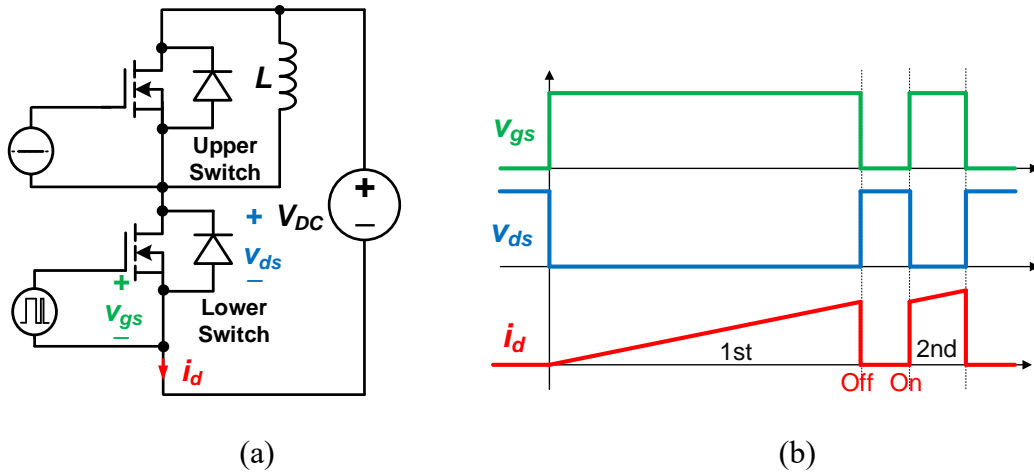 L
Upper
Switch
+
V_DC
−
+
v_ds
−
+
v_gs
−
Lower
Switch
i_d
(a)
v_gs
v_ds
i_d
1st
2nd
Off
On
(b)